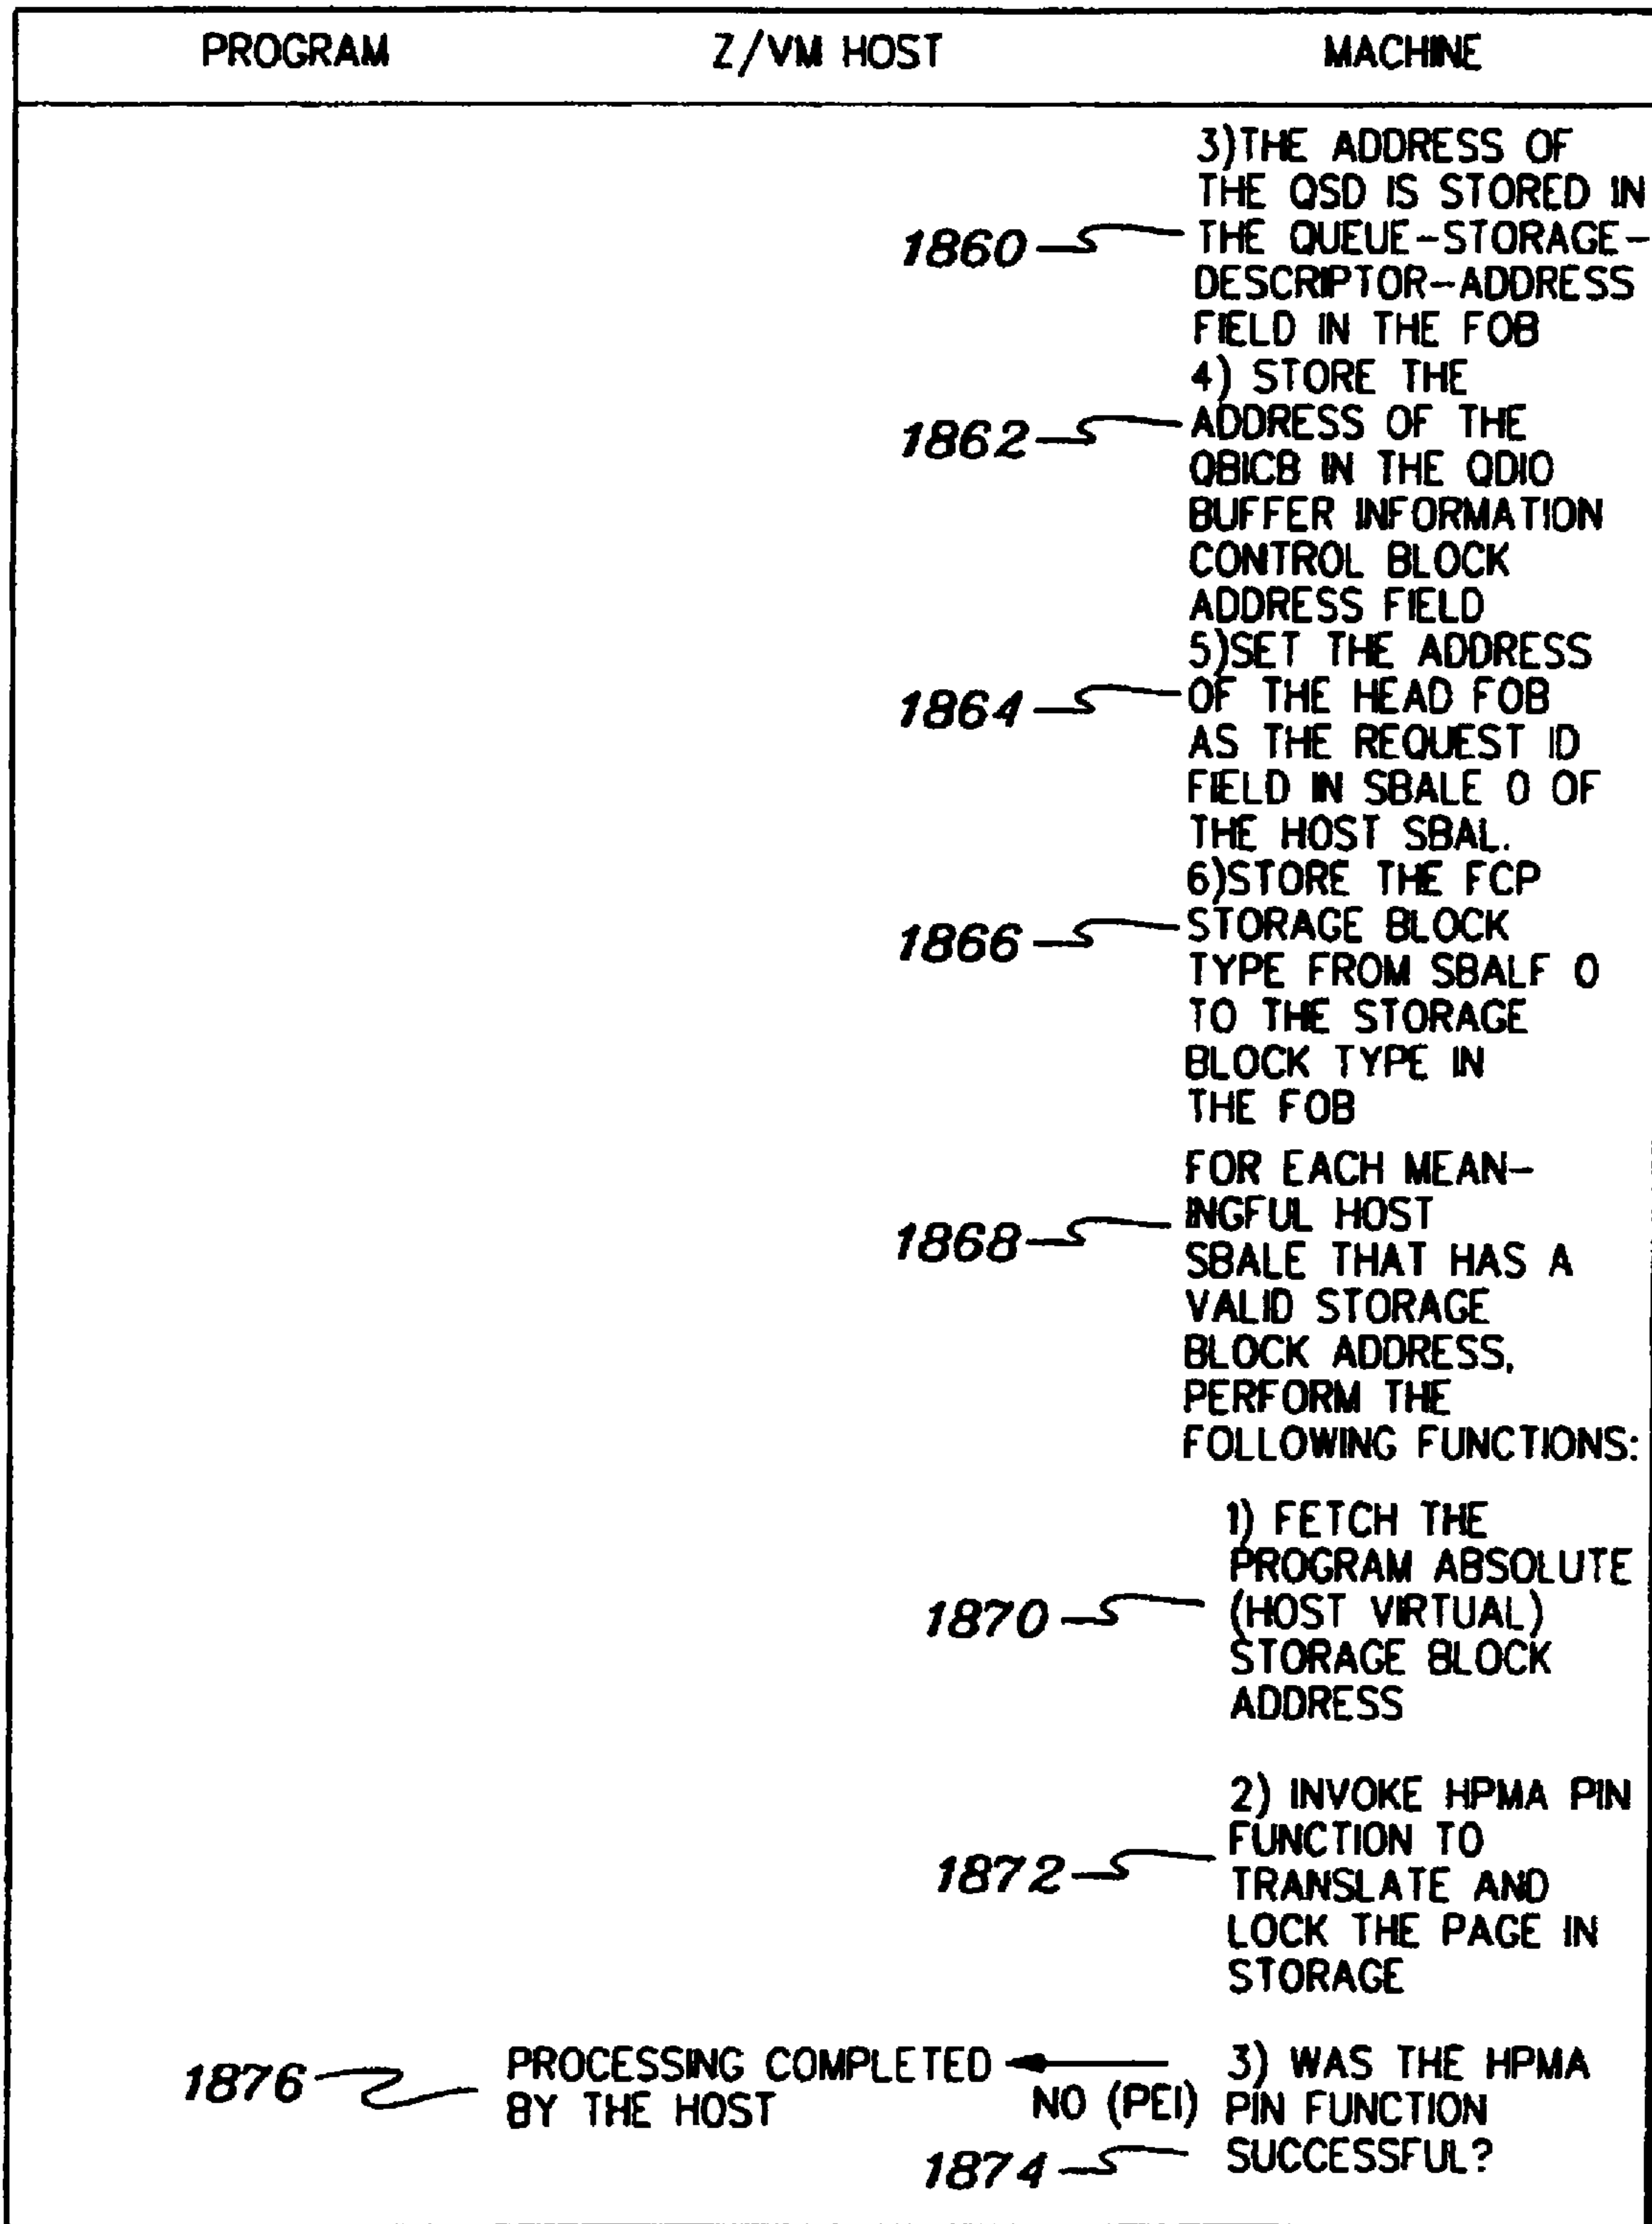 PROGRAM Z/VM HOST MACHINE
3)THE ADDRESS OF
THE QSD IS STORED IN
1860 THE QUEUE-STORAGE-
DESCRIPTOR-ADDRESS
FIELD IN THE FOB
4) STORE THE
1862 ADDRESS OF THE
QBICB IN THE QDIO
BUFFER INFORMATION
CONTROL BLOCK
ADDRESS FIELD
5)SET THE ADDRESS
1864 OF THE HEAD FOB
AS THE REQUEST ID
FIELD IN SBALE 0 OF
THE HOST SBAL.
6)STORE THE FCP
1866 STORAGE BLOCK
TYPE FROM SBALF 0
TO THE STORAGE
BLOCK TYPE IN
THE FOB
FOR EACH MEAN-
1868 INGFUL HOST
SBALE THAT HAS A
VALID STORAGE
BLOCK ADDRESS,
PERFORM THE
FOLLOWING FUNCTIONS:
1) FETCH THE
PROGRAM ABSOLUTE
1870 (HOST VIRTUAL)
STORAGE BLOCK
ADDRESS
2) INVOKE HPMA PIN
FUNCTION TO
1872 TRANSLATE AND
LOCK THE PAGE IN
STORAGE
1876 PROCESSING COMPLETED 3) WAS THE HPMA
BY THE HOST NO (PEI) PIN FUNCTION
1874 SUCCESSFUL?